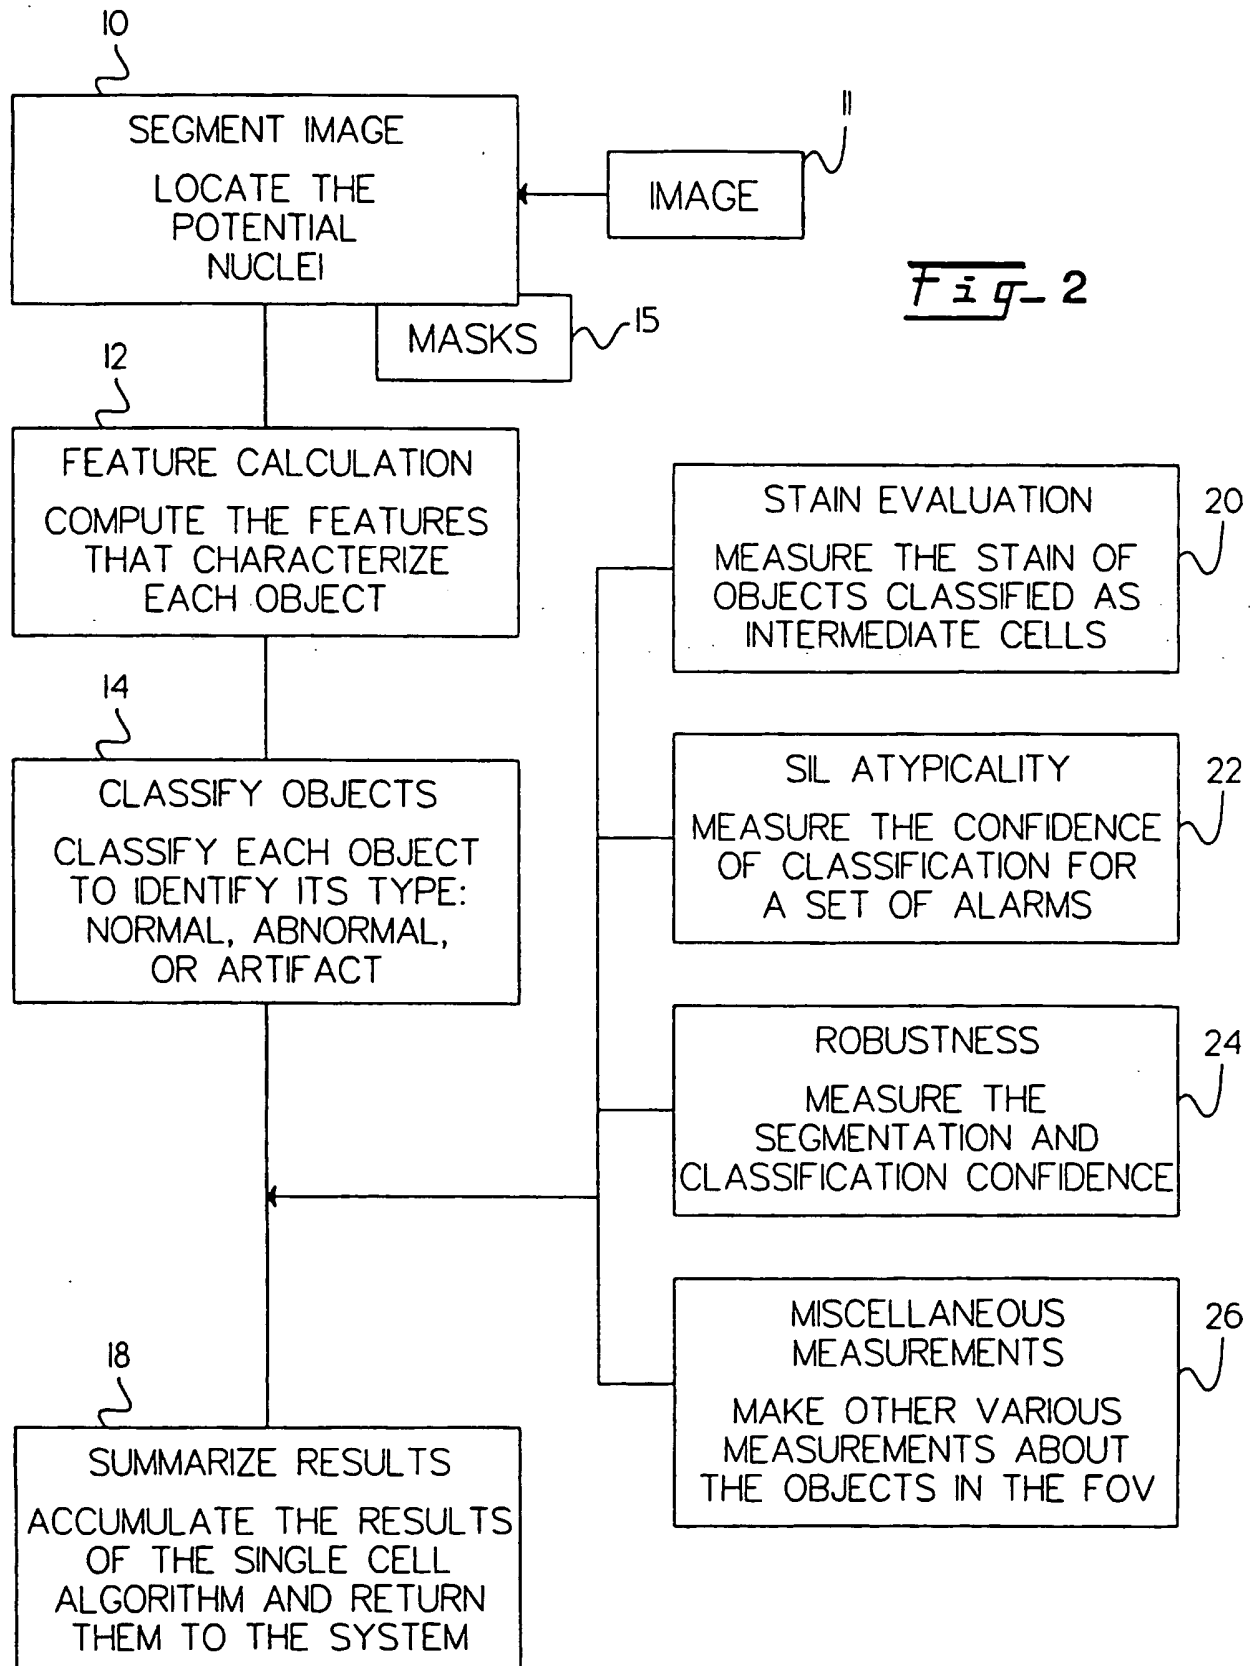 10
SEGMENT IMAGE
LOCATE THE
POTENTIAL
NUCLEI
11
IMAGE
Fig-2
MASKS
15
12
FEATURE CALCULATION
COMPUTE THE FEATURES
THAT CHARACTERIZE
EACH OBJECT
14
CLASSIFY OBJECTS
CLASSIFY EACH OBJECT
TO IDENTIFY ITS TYPE:
NORMAL, ABNORMAL,
OR ARTIFACT
18
SUMMARIZE RESULTS
ACCUMULATE THE RESULTS
OF THE SINGLE CELL
ALGORITHM AND RETURN
THEM TO THE SYSTEM
STAIN EVALUATION
MEASURE THE STAIN OF
OBJECTS CLASSIFIED AS
INTERMEDIATE CELLS
20
SIL ATYPICALITY
MEASURE THE CONFIDENCE
OF CLASSIFICATION FOR
A SET OF ALARMS
22
ROBUSTNESS
MEASURE THE
SEGMENTATION AND
CLASSIFICATION CONFIDENCE
24
MISCELLANEOUS
MEASUREMENTS
MAKE OTHER VARIOUS
MEASUREMENTS ABOUT
THE OBJECTS IN THE FOV
26